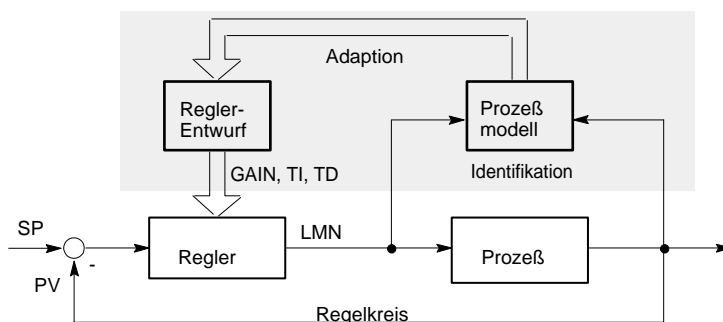 Adaption
Regler-
Entwurf
Prozeß
modell
GAIN, TI, TD
Identifikation
SP
LMN
Regler
Prozeß
-
PV
Regelkreis